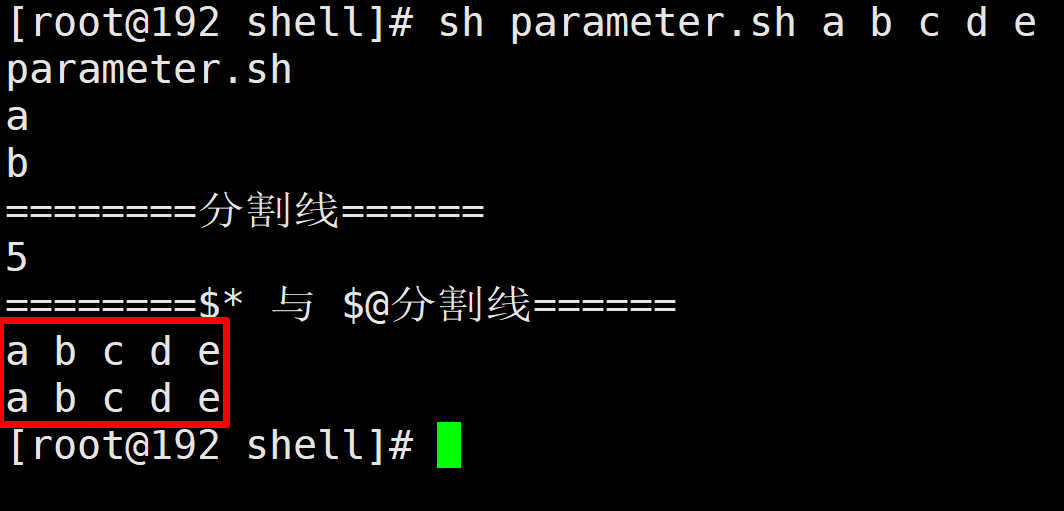 [root@192 shell]# sh parameter.sh a b c d e
parameter.sh
a
b
========分割线======
5
========$* 与 $@分割线======
a b c d e
a b c d e
[root@192 shell]#